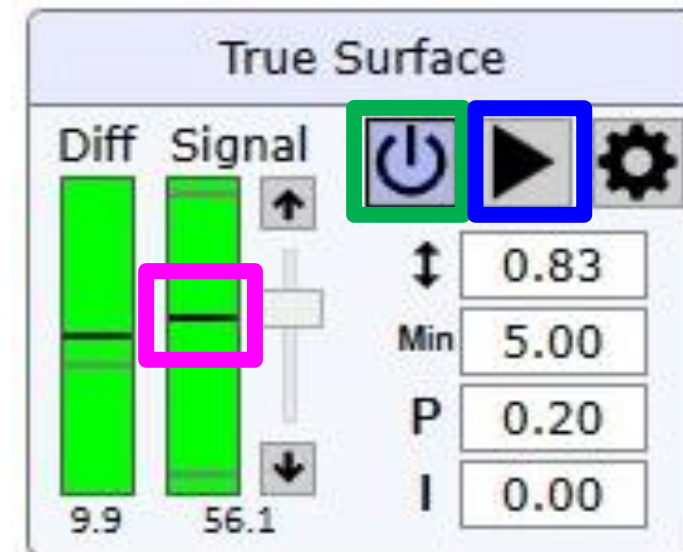 True Surface
Diff Signal
0.83
Min 5.00
P 0.20
I 0.00
9.9 56.1